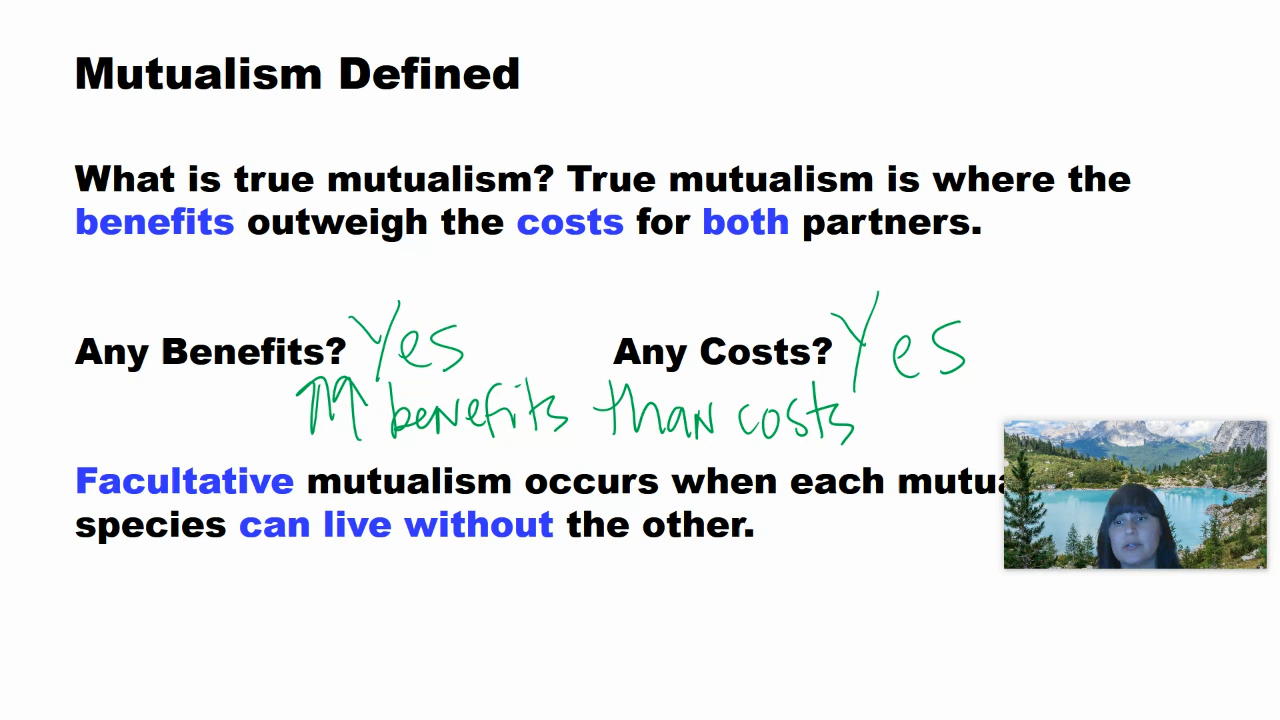 Mutualism Defined
What is true mutualism? True mutualism is where the
benefits outweigh the costs for both partners.
Any Benefits? Yes Any Costs? Yes
↑↑ benefits than costs
Facultative mutualism occurs when each
species can live without the other.